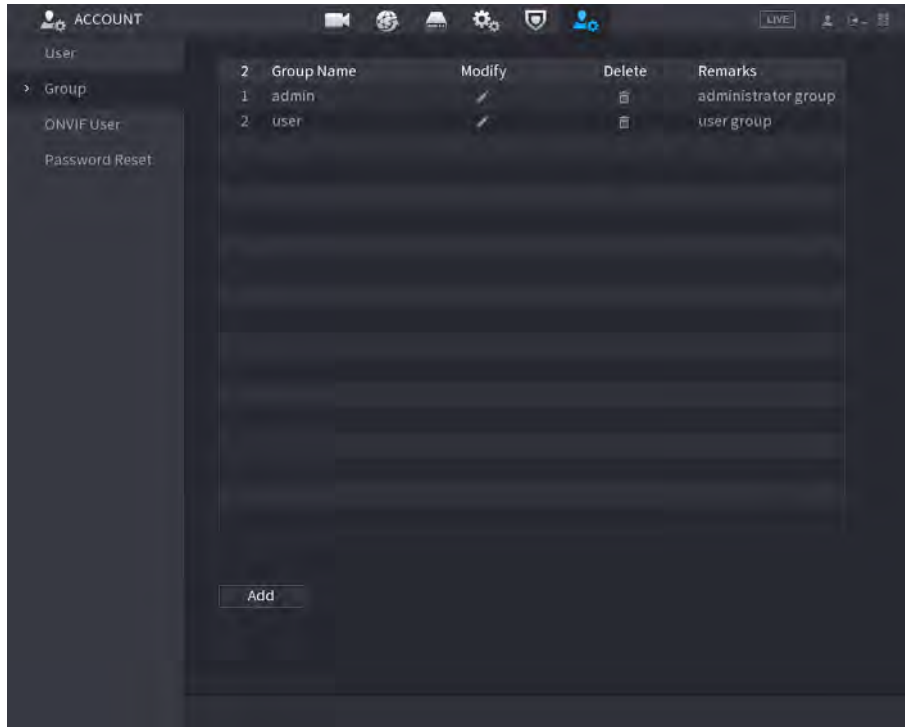 ACCOUNT LIVE
User
Group
ONVIF User
Password Reset
2 Group Name Modify Delete Remarks
1 admin administrator group
2 user user group
Add